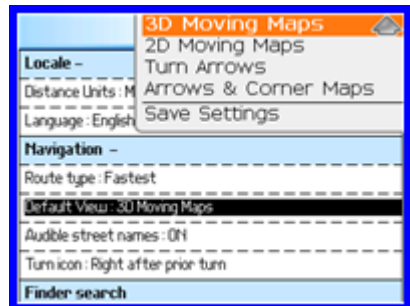 3D Moving Maps
2D Moving Maps
Turn Arrows
Arrows & Corner Maps
Save Settings
Locale –
Distance Units : M
Language : English
Navigation –
Route type : Fastest
Default View : 3D Moving Maps
Audible street names : ON
Turn icon : Right after prior turn
Finder search